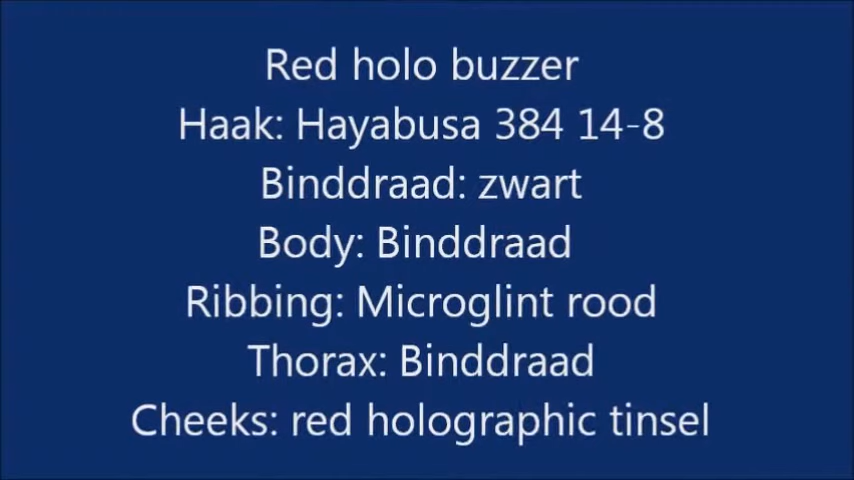 Red holo buzzer
Haak: Hayabusa 384 14-8
Binddraad: zwart
Body: Binddraad
Ribbing: Microglint rood
Thorax: Binddraad
Cheeks: red holographic tinsel